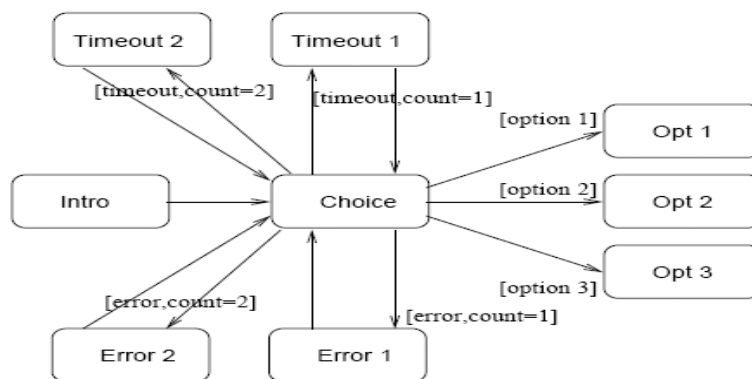 Timeout 2
Timeout 1
[timeout,count=2]
[timeout,count=1]
[option 1]
Opt 1
Intro
Choice
[option 2]
Opt 2
[option 3]
Opt 3
[error,count=2]
[error,count=1]
Error 2
Error 1